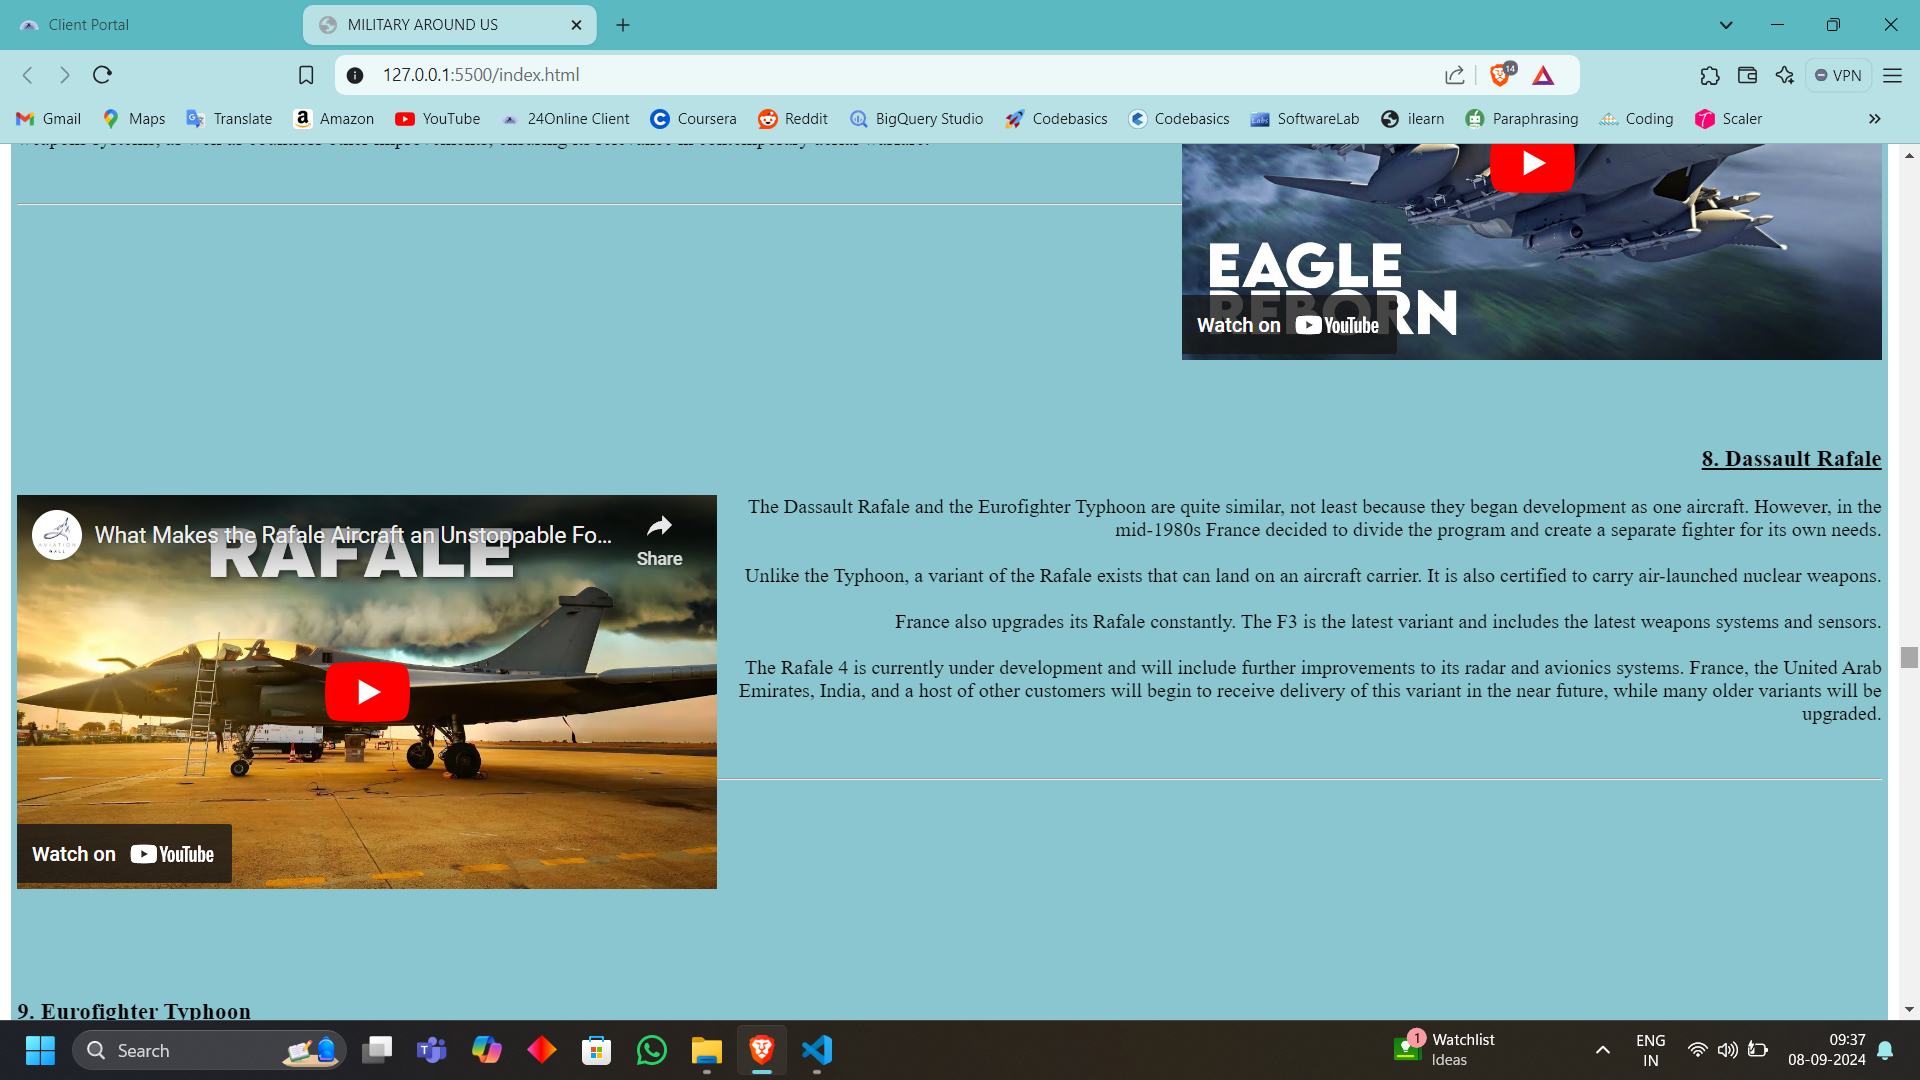 Client Portal
MILITARY AROUND US
127.0.0.1:5500/index.html
14
VPN
Gmail
Maps
Translate
Amazon
YouTube
24Online Client
Coursera
Reddit
BigQuery Studio
Codebasics
Codebasics
SoftwareLab
ilearn
Paraphrasing
Coding
Scaler
EAGLE
REBORN
Watch on YouTube
8. Dassault Rafale
What Makes the Rafale Aircraft an Unstoppable Fo...
Share
RAFALE
The Dassault Rafale and the Eurofighter Typhoon are quite similar, not least because they began development as one aircraft. However, in the
mid-1980s France decided to divide the program and create a separate fighter for its own needs.
Unlike the Typhoon, a variant of the Rafale exists that can land on an aircraft carrier. It is also certified to carry air-launched nuclear weapons.
France also upgrades its Rafale constantly. The F3 is the latest variant and includes the latest weapons systems and sensors.
The Rafale 4 is currently under development and will include further improvements to its radar and avionics systems. France, the United Arab
Emirates, India, and a host of other customers will begin to receive delivery of this variant in the near future, while many older variants will be
upgraded.
Watch on YouTube
9. Eurofighter Typhoon
Search
1
Watchlist
Ideas
ENG
IN
09:37
08-09-2024